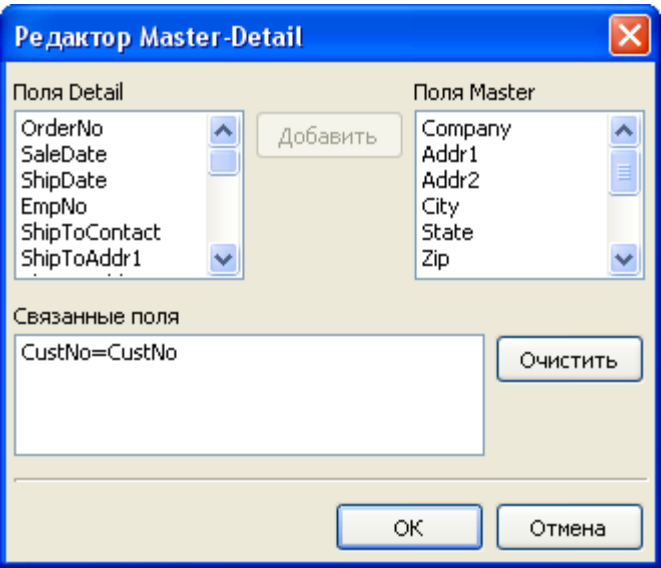 Редактор Master-Detail
Поля Detail
Поля Master
OrderNo
SaleDate
ShipDate
EmpNo
ShipToContact
ShipToAddr1
Добавить
Company
Addr1
Addr2
City
State
Zip
Связанные поля
CustNo=CustNo
Очистить
OK
Отмена